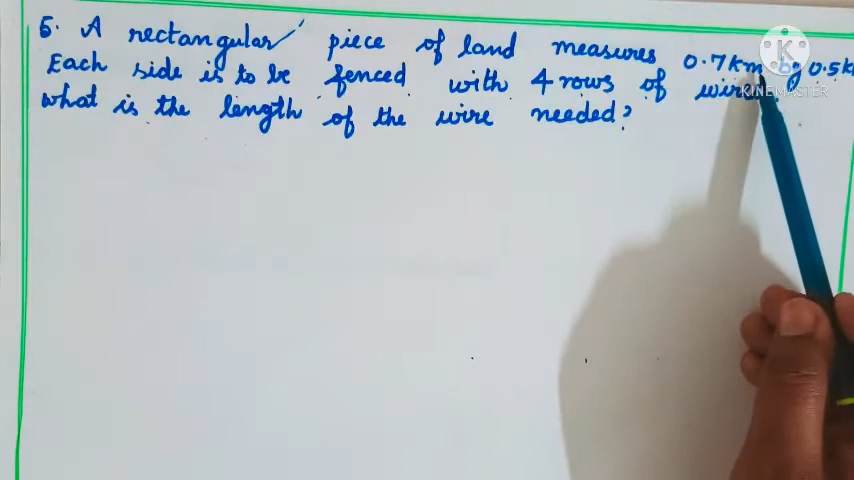 5. A rectangular piece of land measures 0.7km by 0.5k
Each side is to be fenced with 4 rows of wires.
what is the length of the wire needed?
KINEMASTER